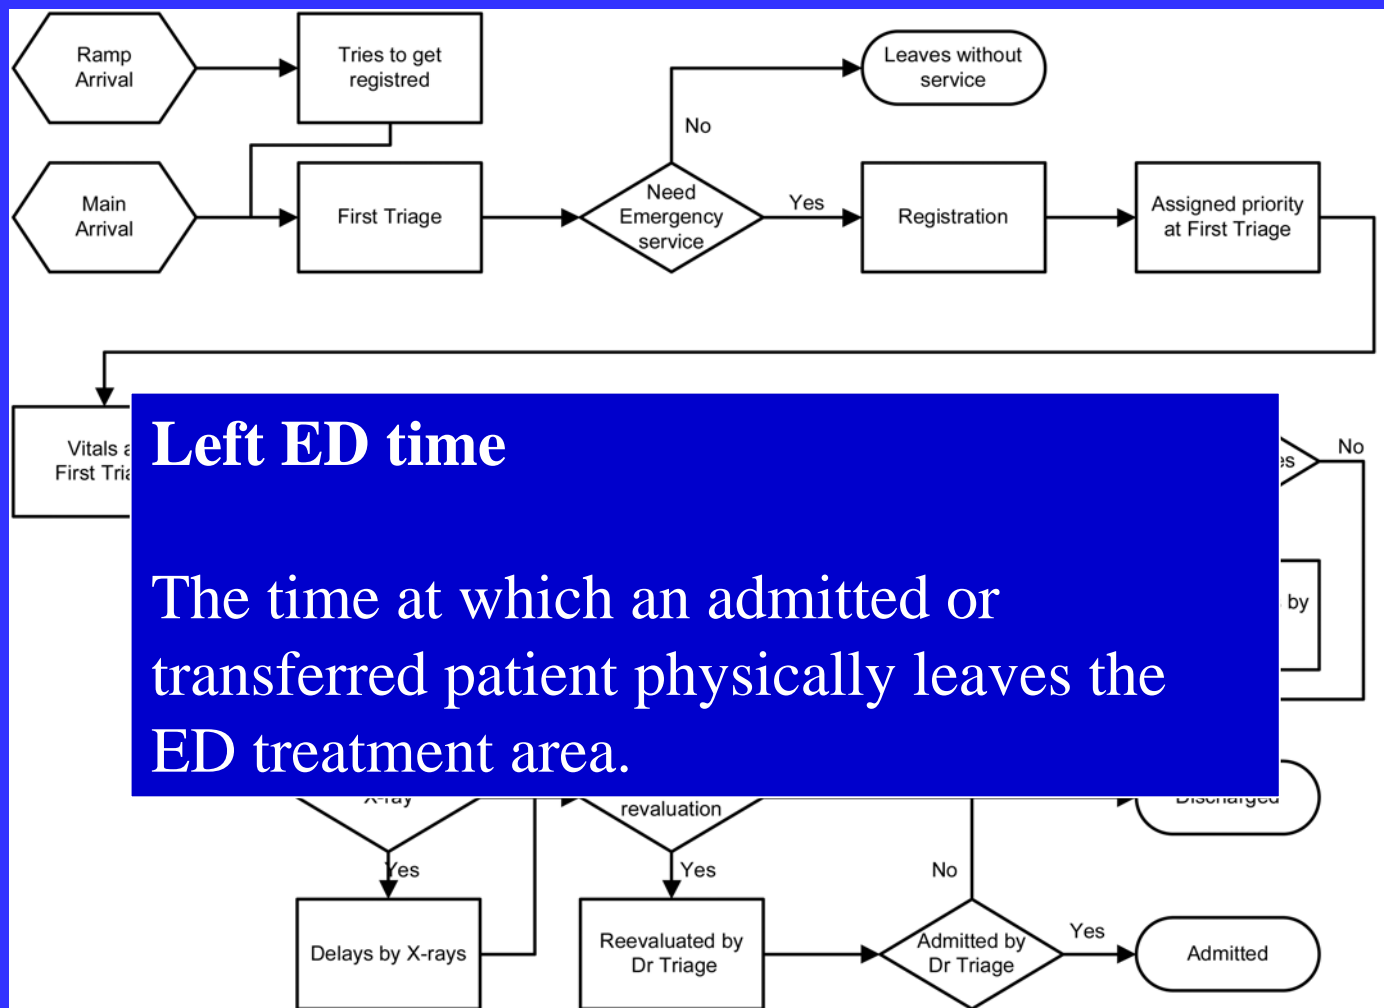 Ramp
Arrival
Tries to get
registred
Leaves without
service
No
Main
Arrival
First Triage
Need
Emergency
service
Yes
Registration
Assigned priority
at First Triage
Vitals
First
No
Left ED time
The time at which an admitted or
transferred patient physically leaves the
ED treatment area.
by
X-ray
revaluation
Discharged
Yes
Yes
No
Delays by X-rays
Reevaluated by
Dr Triage
Admitted by
Dr Triage
Yes
Admitted